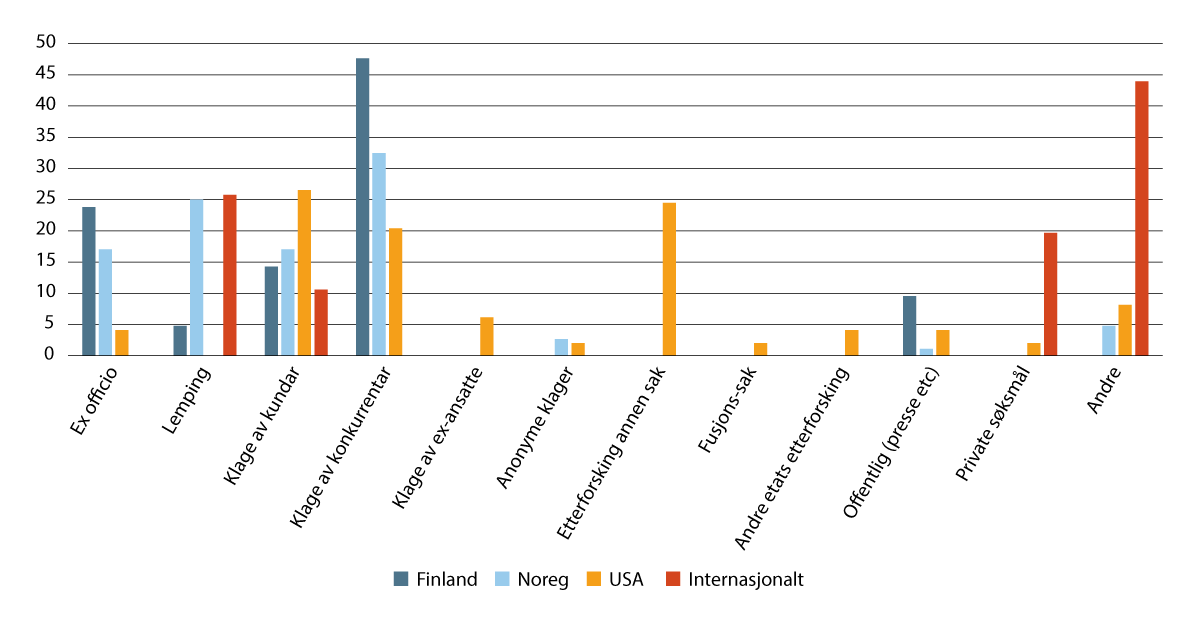 50
45
40
35
30
25
20
15
10
5
0
Ex officio
Lemping
Klage av kundar
Klage av konkurrentar
Klage av ex-ansatte
Anonyme klager
Etterforsking annen sak
Fusjons-sak
Andre etats etterforsking
Offentlig (presse etc)
Private søksmål
Andre
Finland Noreg USA Internasjonalt